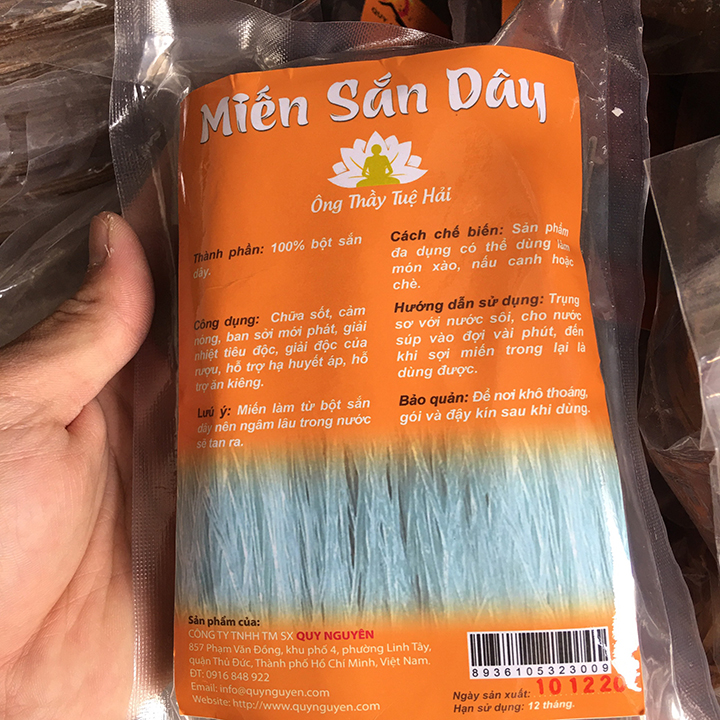 Miến Sắn Dây
Ông Thầy Tuệ Hải
Thành phần: 100% bột sắn
dây.
Công dụng: Chữa sốt, cảm
nóng, ban sởi mới phát, giải
nhiệt tiêu độc, giải độc của
rượu, hỗ trợ hạ huyết áp, hỗ
trợ ăn kiêng.
Lưu ý: Miến làm từ bột sắn
dây nên ngâm lâu trong nước
sẽ tan ra.
Cách chế biến: Sản phẩm
đa dụng có thể dùng làm
món xào, nấu canh hoặc
chè.
Hướng dẫn sử dụng: Trụng
sơ với nước sôi, cho nước
súp vào đợi vài phút, đến
khi sợi miến trong lại là
dùng được.
Bảo quản: Để nơi khô thoáng,
gói và đậy kín sau khi dùng.
Sản phẩm của:
CÔNG TY TNHH TM SX QUY NGUYÊN
857 Phạm Văn Đồng, khu phố 4, phường Linh Tây,
quận Thủ Đức, Thành phố Hồ Chí Minh, Việt Nam.
ĐT: 0916 848 922
Email: info@quynguyen.com
Website: http://www.quynguyen.com
8936105323009
Ngày sản xuất: 10 12 20
Hạn sử dụng: 12 tháng.